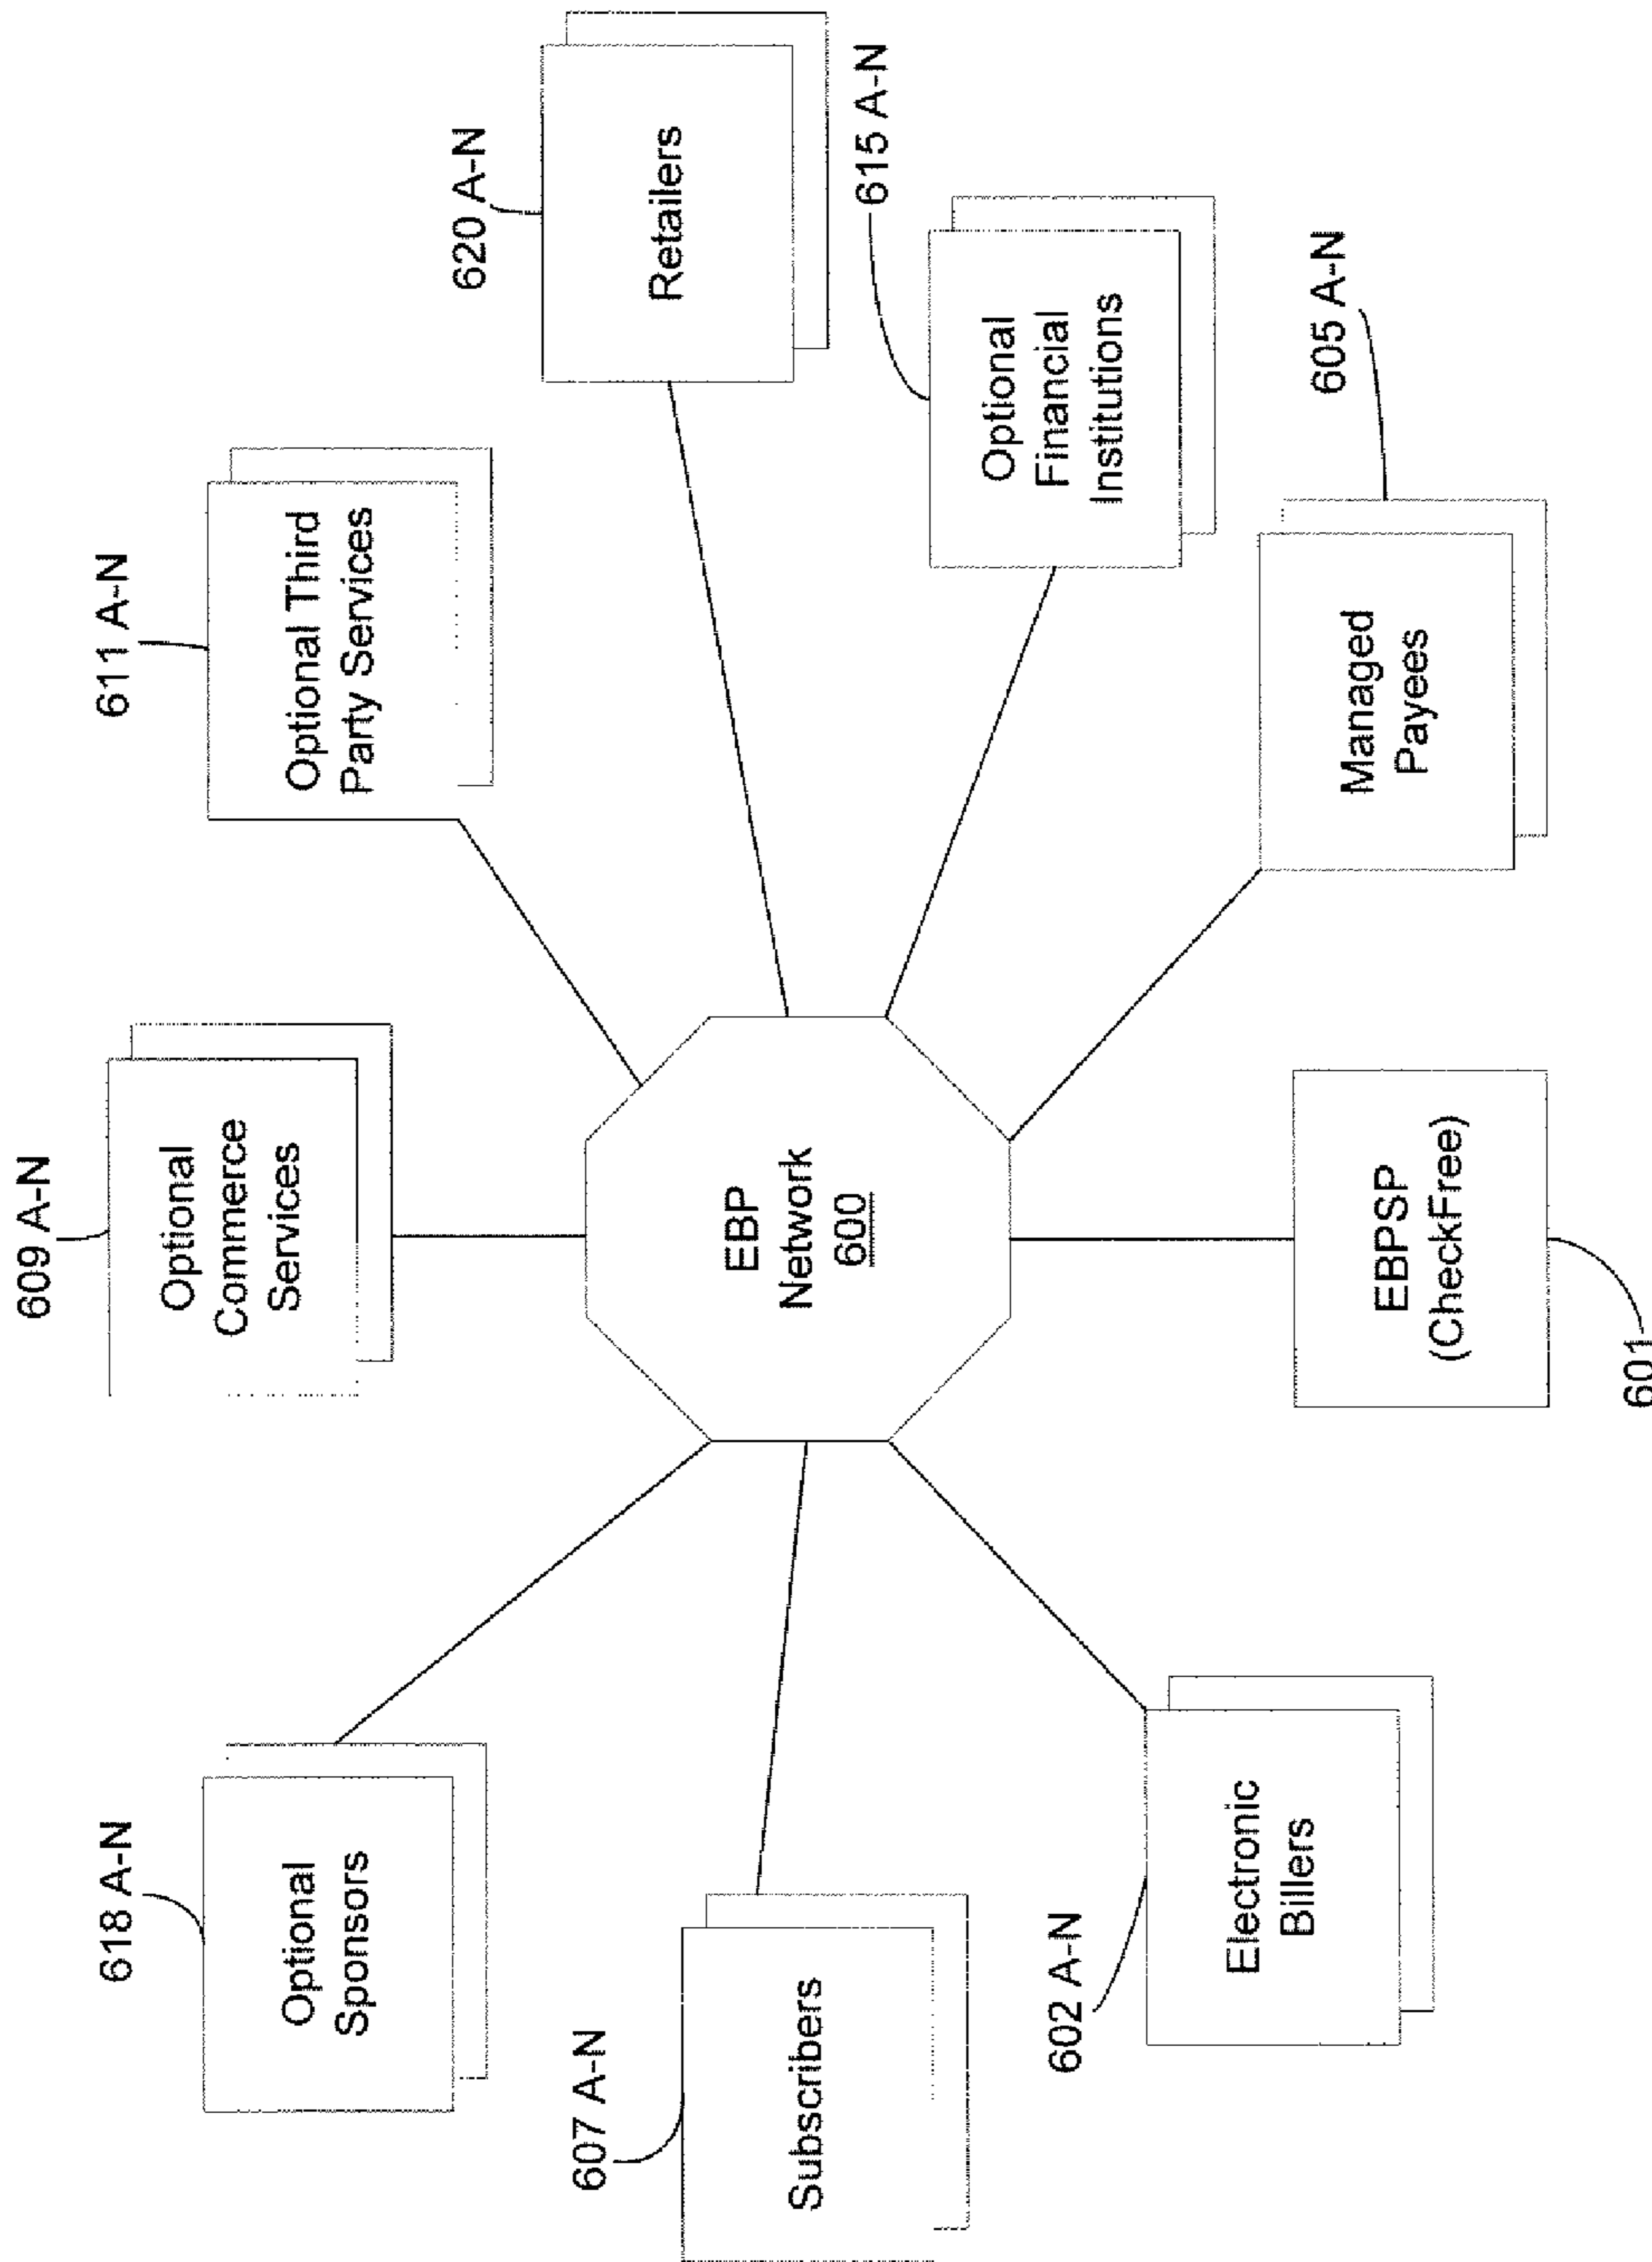 609 A-N
Optional
Commerce
Services
618 A-N
Optional
Sponsors
611 A-N
Optional Third
Party Services
607 A-N
Subscribers
EBP
Network
600
620 A-N
Retailers
615 A-N
Optional
Financial
Institutions
602 A-N
Electronic
Billers
EBPSP
(CheckFree)
601
605 A-N
Managed
Payees